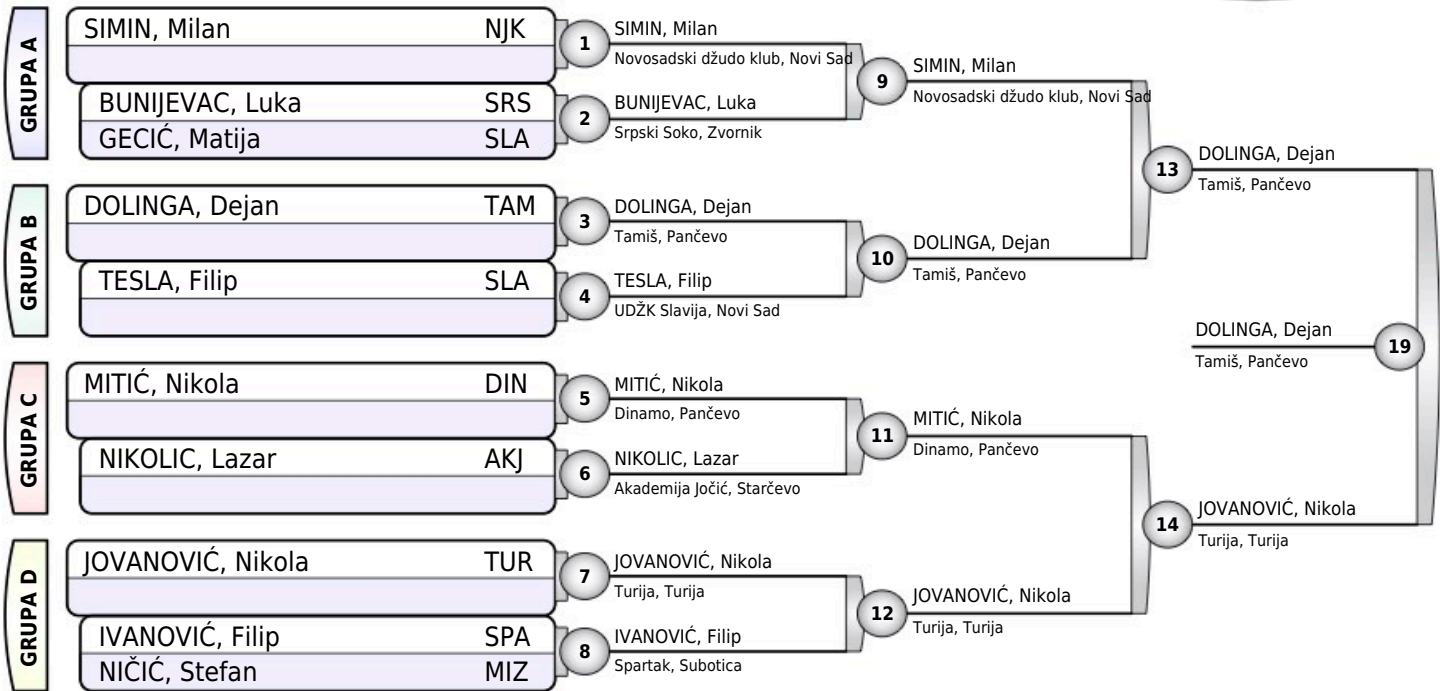 GRUPA A
SIMIN, Milan NJK
BUNIJEVAC, Luka SRS
GECIĆ, Matija SLA
GRUPA B
DOLINGA, Dejan TAM
TESLA, Filip SLA
GRUPA C
MITIĆ, Nikola DIN
NIKOLIC, Lazar AKJ
GRUPA D
JOVANOVIĆ, Nikola TUR
IVANOVIĆ, Filip SPA
NIČIĆ, Stefan MIZ
1
SIMIN, Milan
Novosadski džudo klub, Novi Sad
2
BUNIJEVAC, Luka
Srpski Soko, Zvornik
3
DOLINGA, Dejan
Tamiš, Pančevo
4
TESLA, Filip
UDŽK Slavija, Novi Sad
5
MITIĆ, Nikola
Dinamo, Pančevo
6
NIKOLIC, Lazar
Akademija Jočić, Starčevo
7
JOVANOVIĆ, Nikola
Turija, Turija
8
IVANOVIĆ, Filip
Spartak, Subotica
9
SIMIN, Milan
Novosadski džudo klub, Novi Sad
10
DOLINGA, Dejan
Tamiš, Pančevo
11
MITIĆ, Nikola
Dinamo, Pančevo
12
JOVANOVIĆ, Nikola
Turija, Turija
13
DOLINGA, Dejan
Tamiš, Pančevo
14
JOVANOVIĆ, Nikola
Turija, Turija
DOLINGA, Dejan
Tamiš, Pančevo
19